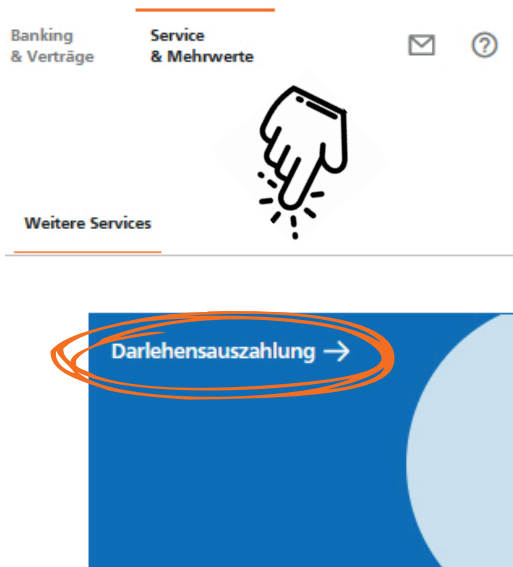 Banking
& Verträge
Service
& Mehrwerte
Weitere Services
Darlehensauszahlung →